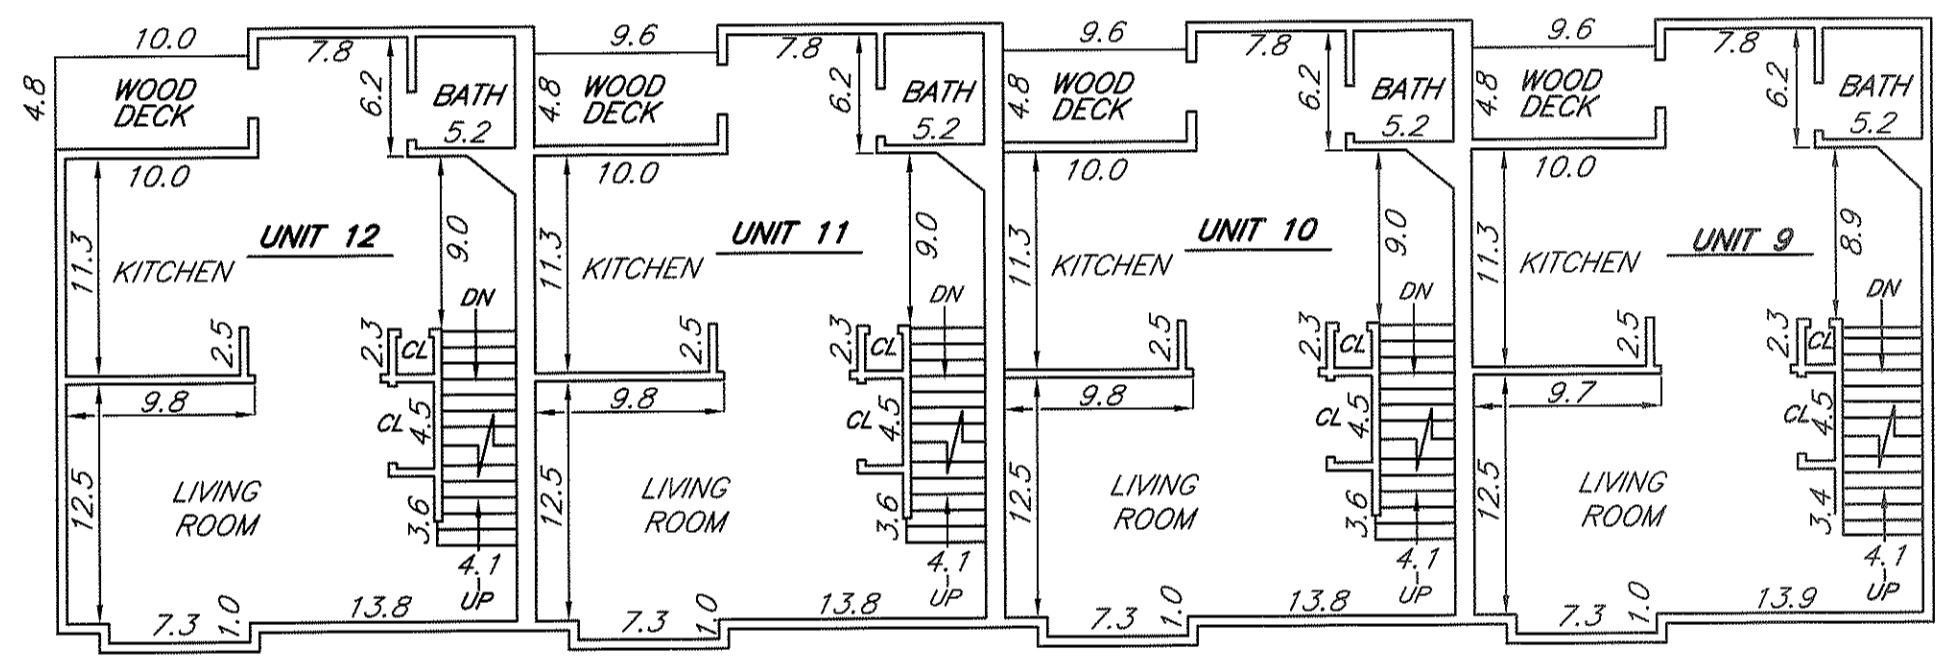 10.0
7.8
4.8
WOOD
DECK
6.2
BATH
5.2
10.0
UNIT 12
9.0
11.3
KITCHEN
DN
2.5
2.3
CL
9.8
CL
4.5
12.5
LIVING
ROOM
3.6
4.1
UP
7.3
1.0
13.8
9.6
7.8
4.8
WOOD
DECK
6.2
BATH
5.2
10.0
UNIT 11
9.0
11.3
KITCHEN
DN
2.5
2.3
CL
9.8
CL
4.5
12.5
LIVING
ROOM
3.6
4.1
UP
7.3
1.0
13.8
9.6
7.8
4.8
WOOD
DECK
6.2
BATH
5.2
10.0
UNIT 10
9.0
11.3
KITCHEN
DN
2.5
2.3
CL
9.8
CL
4.5
12.5
LIVING
ROOM
3.6
4.1
UP
7.3
1.0
13.8
9.6
7.8
4.8
WOOD
DECK
6.2
BATH
5.2
10.0
UNIT 9
8.9
11.3
KITCHEN
DN
2.5
2.3
CL
9.7
CL
4.5
12.5
LIVING
ROOM
3.4
4.1
UP
7.3
1.0
13.9